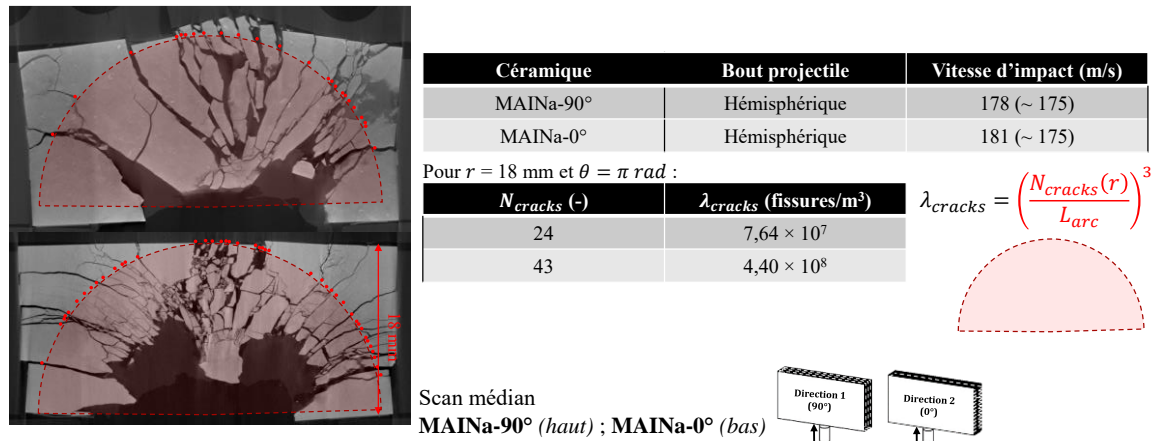 Céramique Bout projectile Vitesse d'impact (m/s)
MAINa-90° Hémisphérique 178 (~ 175)
MAINa-0° Hémisphérique 181 (~ 175)
Pour r = 18 mm et θ = π rad :
N_cracks (-) λ_cracks (fissures/m³)
24 7,64 × 10⁷
43 4,40 × 10⁸
λ_cracks = (N_cracks(r) / L_arc)³
18 mm
Scan médian
MAINa-90° (haut) ; MAINa-0° (bas)
Direction 1
(90°)
Direction 2
(0°)